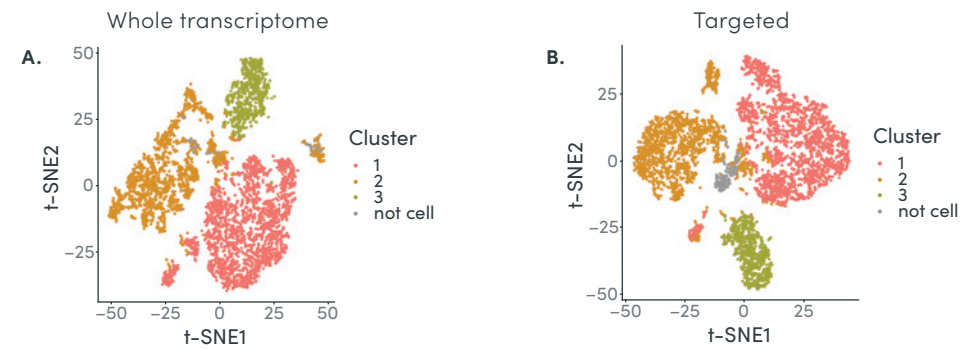 Whole transcriptome
A.
50
25
0
−25
t-SNE2
−50 −25 0 25 50
t-SNE1
Cluster
1
2
3
not cell
Targeted
B.
25
0
−25
−50
t-SNE2
−50 −25 0 25
t-SNE1
Cluster
1
2
3
not cell